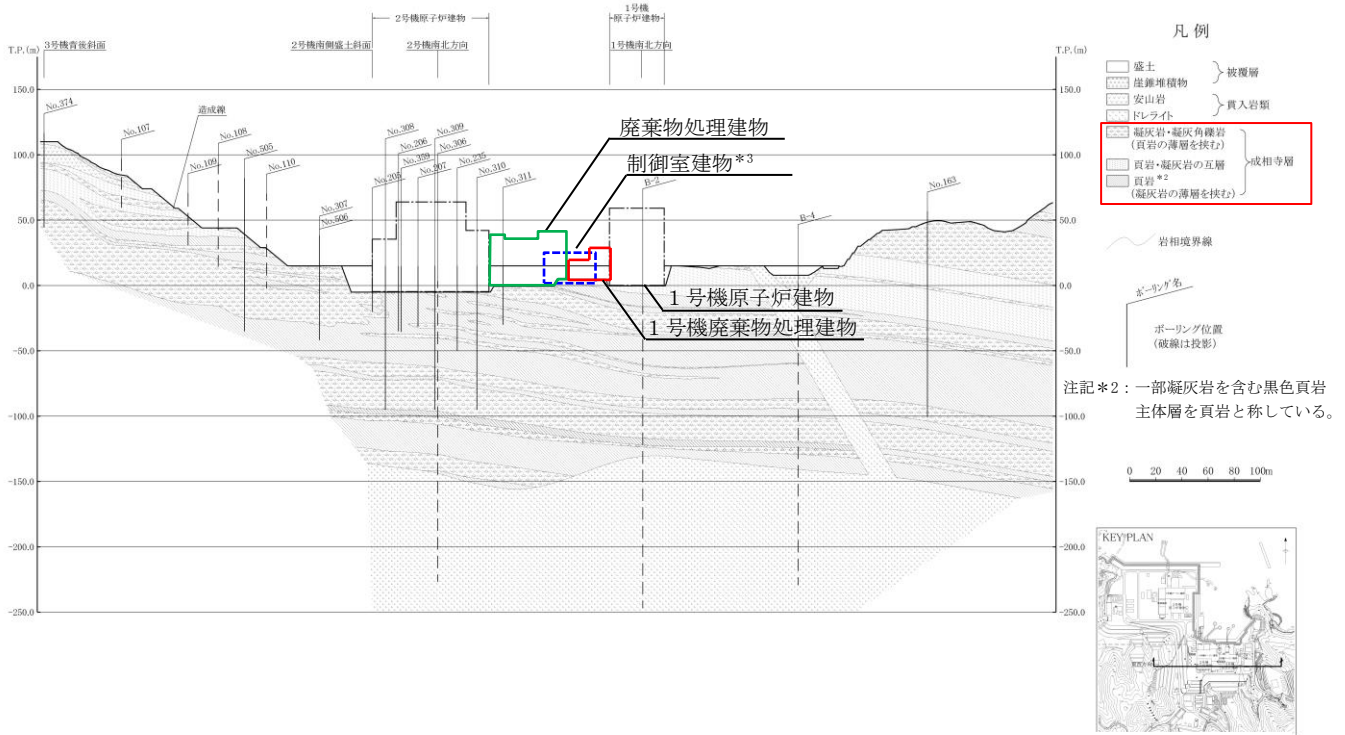 2号機原子炉建物
1号機
原子炉建物
T.P.(m)
3号機背後斜面
2号機南側盛土斜面
2号機南北方向
1号機南北方向
T.P.(m)
150.0
100.0
50.0
0.0
-50.0
-100.0
-150.0
-200.0
-250.0
No.374
No.107
造成線
No.108
No.109
No.505
No.110
No.307
No.506
No.308
No.206
No.359
No.205
No.207
No.309
No.306
No.235
No.310
No.311
B-2
B-4
No.163
廃棄物処理建物
制御室建物*3
1号機原子炉建物
1号機廃棄物処理建物
150.0
100.0
50.0
0.0
-50.0
-100.0
-150.0
-200.0
-250.0
凡例
盛土
崖錐堆積物
被覆層
安山岩
ドレライト
貫入岩類
凝灰岩・凝灰角礫岩
(頁岩の薄層を挟む)
頁岩・凝灰岩の互層
頁岩*2
(凝灰岩の薄層を挟む)
成相寺層
岩相境界線
ボーリング名
ボーリング位置
(破線は投影)
注記*2：一部凝灰岩を含む黒色頁岩
主体層を頁岩と称している。
0 20 40 60 80 100m
KEY PLAN